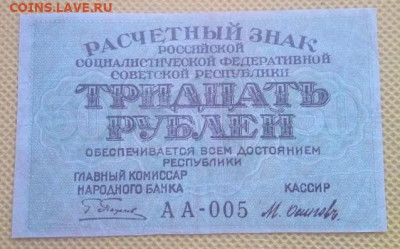 coins.lave.ru
РАСЧЕТНЫЙ ЗНАК
РОССИЙСКОЙ
СОЦИАЛИСТИЧЕСКОЙ ФЕДЕРАТИВНОЙ
СОВЕТСКОЙ РЕСПУБЛИКИ
ТРИДЦАТЬ
РУБЛЕЙ
ОБЕСПЕЧИВАЕТСЯ ВСЕМ ДОСТОЯНИЕМ
РЕСПУБЛИКИ
ГЛАВНЫЙ КОМИССАР
НАРОДНОГО БАНКА
КАССИР
АА-005